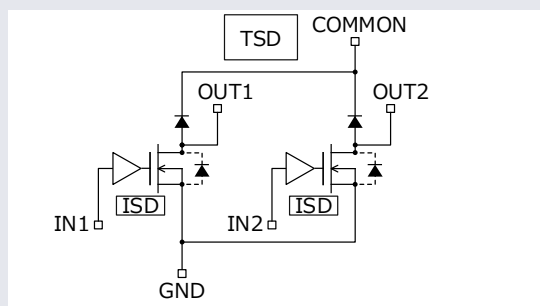 TSD
COMMON
OUT1
OUT2
ISD
ISD
IN1
IN2
GND